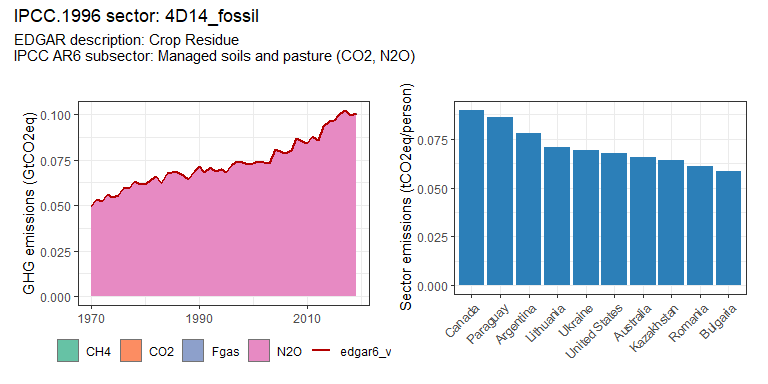 IPCC.1996 sector: 4D14_fossil
EDGAR description: Crop Residue
IPCC AR6 subsector: Managed soils and pasture (CO2, N2O)
GHG emissions (GtCO2eq)
0.100
0.075
0.050
0.025
0.000
1970 1990 2010
CH4 CO2 Fgas N2O edgar6_v
Sector emissions (tCO2eq/person)
0.075
0.050
0.025
0.000
Canada
Paraguay
Argentina
Lithuania
Ukraine
United States
Australia
Kazakhstan
Romania
Bulgaria